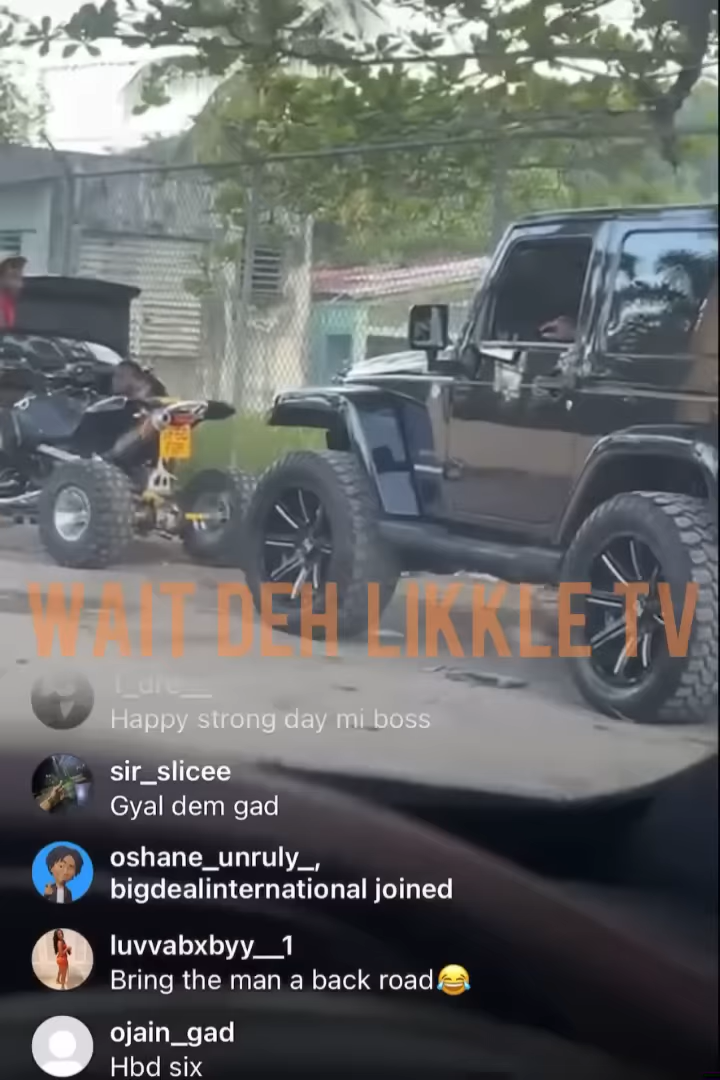 WAIT DEH LIKKLE TV
Happy strong day mi boss
sir_slicee
Gyal dem gad
oshane_unruly_,
bigdealinternational joined
luvvabxbyy__1
Bring the man a back road😂
ojain_gad
Hbd six